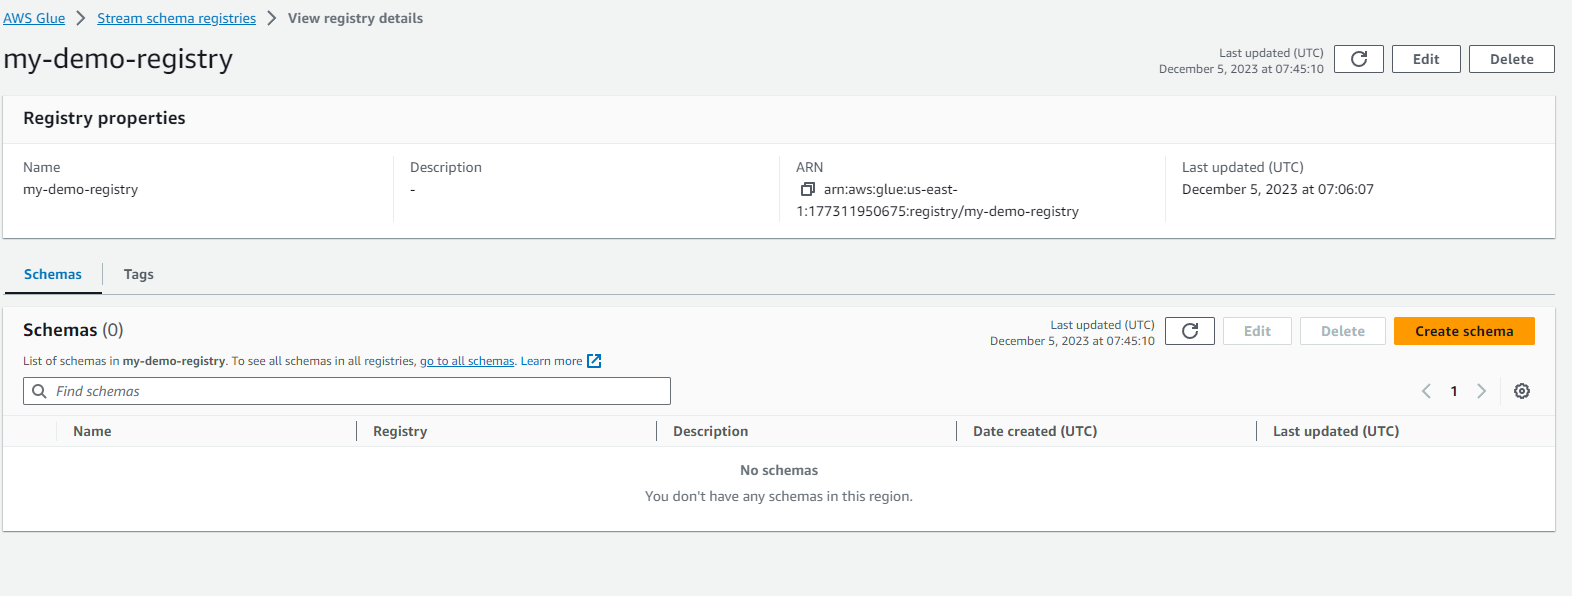 AWS Glue > Stream schema registries > View registry details
my-demo-registry
Last updated (UTC)
December 5, 2023 at 07:45:10
Edit
Delete
Registry properties
Name
my-demo-registry
Description
-
ARN
arn:aws:glue:us-east-
1:177311950675:registry/my-demo-registry
Last updated (UTC)
December 5, 2023 at 07:06:07
Schemas
Tags
Schemas (0)
Last updated (UTC)
December 5, 2023 at 07:45:10
Edit
Delete
Create schema
List of schemas in my-demo-registry. To see all schemas in all registries, go to all schemas. Learn more
Find schemas
1
Name
Registry
Description
Date created (UTC)
Last updated (UTC)
No schemas
You don't have any schemas in this region.